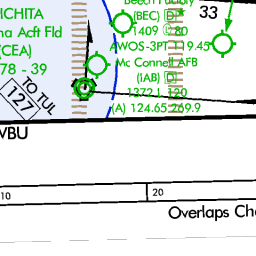 ICHITA
na Acft Fld
(CEA)
78 - 39
TO TUL
127
Beech Factory
(BEC) D
1409 L 80
AWOS-3PT 119.45
Mc Connell AFB
(IAB) D
1372 L 120
(A) 124.65 269.9
33
WBU
10
20
Overlaps Ch